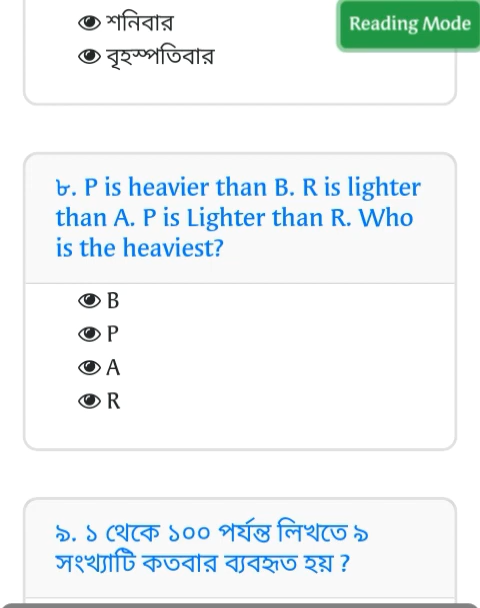 শনিবার
Reading Mode
বৃহস্পতিবার
৮. P is heavier than B. R is lighter
than A. P is Lighter than R. Who
is the heaviest?
B
P
A
R
৯. ১ থেকে ১০০ পর্যন্ত লিখতে ৯
সংখ্যাটি কতবার ব্যবহৃত হয় ?